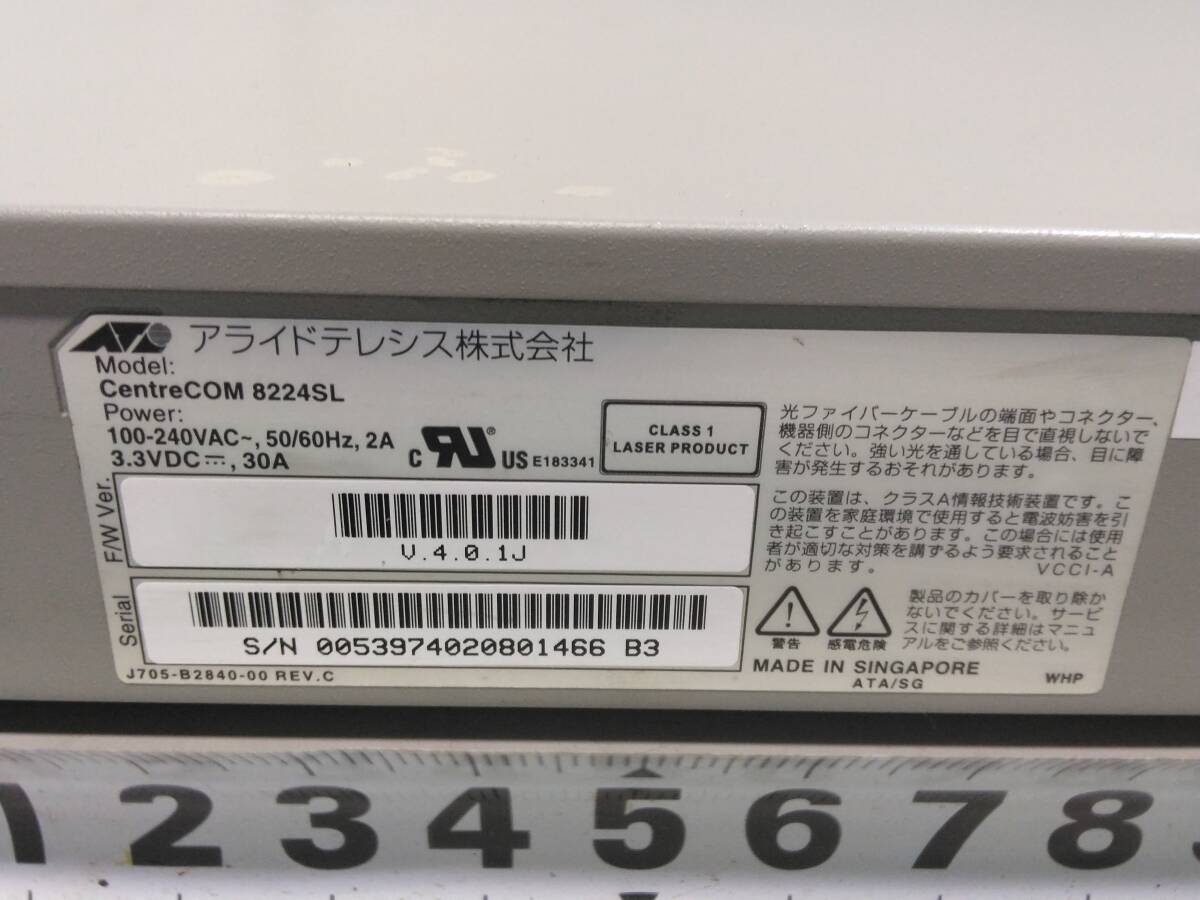 アライドテレシス株式会社
Model:
CentreCOM 8224SL
Power:
100-240VAC~, 50/60Hz, 2A
3.3VDC⎓, 30A
C RU® US E183341
CLASS 1
LASER PRODUCT
F/W Ver.
V.4.0.1J
Serial
S/N 0053974020801466 B3
J705-B2840-00 REV.C
光ファイバーケーブルの端面やコネクター、
機器側のコネクターなどを目で直視しないで
ください。強い光を通している場合、目に障
害が発生するおそれがあります。
この装置は、クラスA情報技術装置です。こ
の装置を家庭環境で使用すると電波妨害を引
き起こすことがあります。この場合には使用
者が適切な対策を講ずるよう要求されること
があります。
VCCI-A
警告
感電危険
製品のカバーを取り除か
ないでください。サービ
スに関する詳細はマニュ
アルをご参照ください。
MADE IN SINGAPORE
ATA/SG
WHP
1 2 3 4 5 6 7 8